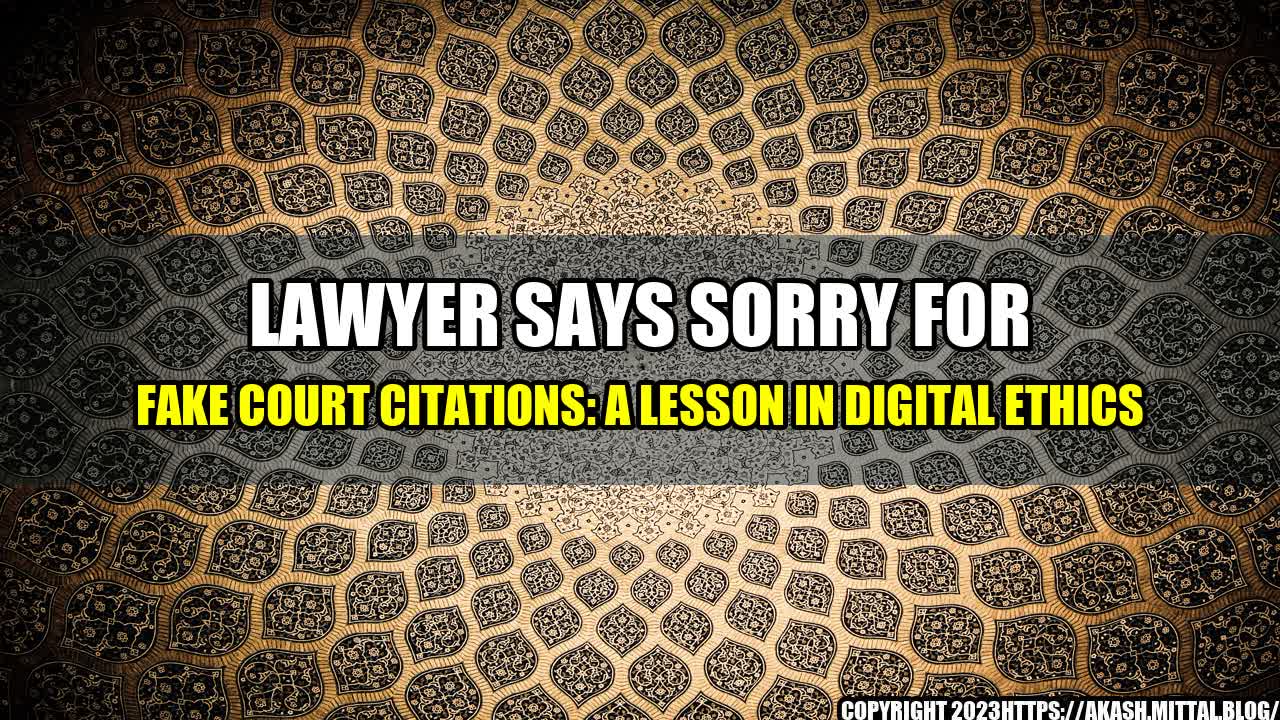 LAWYER SAYS SORRY FOR
FAKE COURT CITATIONS: A LESSON IN DIGITAL ETHICS
COPYRIGHT 2023HTTPS://AKASH.MITTAL.BLOG/